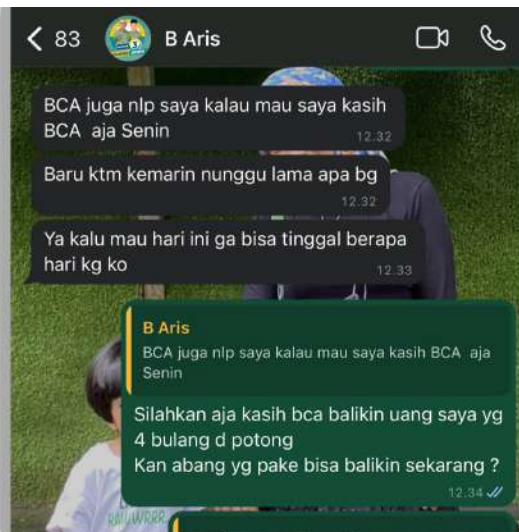 83
B Aris
BCA juga nlp saya kalau mau saya kasih
BCA aja Senin
12.32
Baru ktm kemarin nunggu lama apa bg
12.32
Ya kalu mau hari ini ga bisa tinggal berapa
hari kg ko
12.33
B Aris
BCA juga nlp saya kalau mau saya kasih BCA aja
Senin
Silahkan aja kasih bca balikin uang saya yg
4 bulang d potong
Kan abang yg pake bisa balikin sekarang ?
12.34